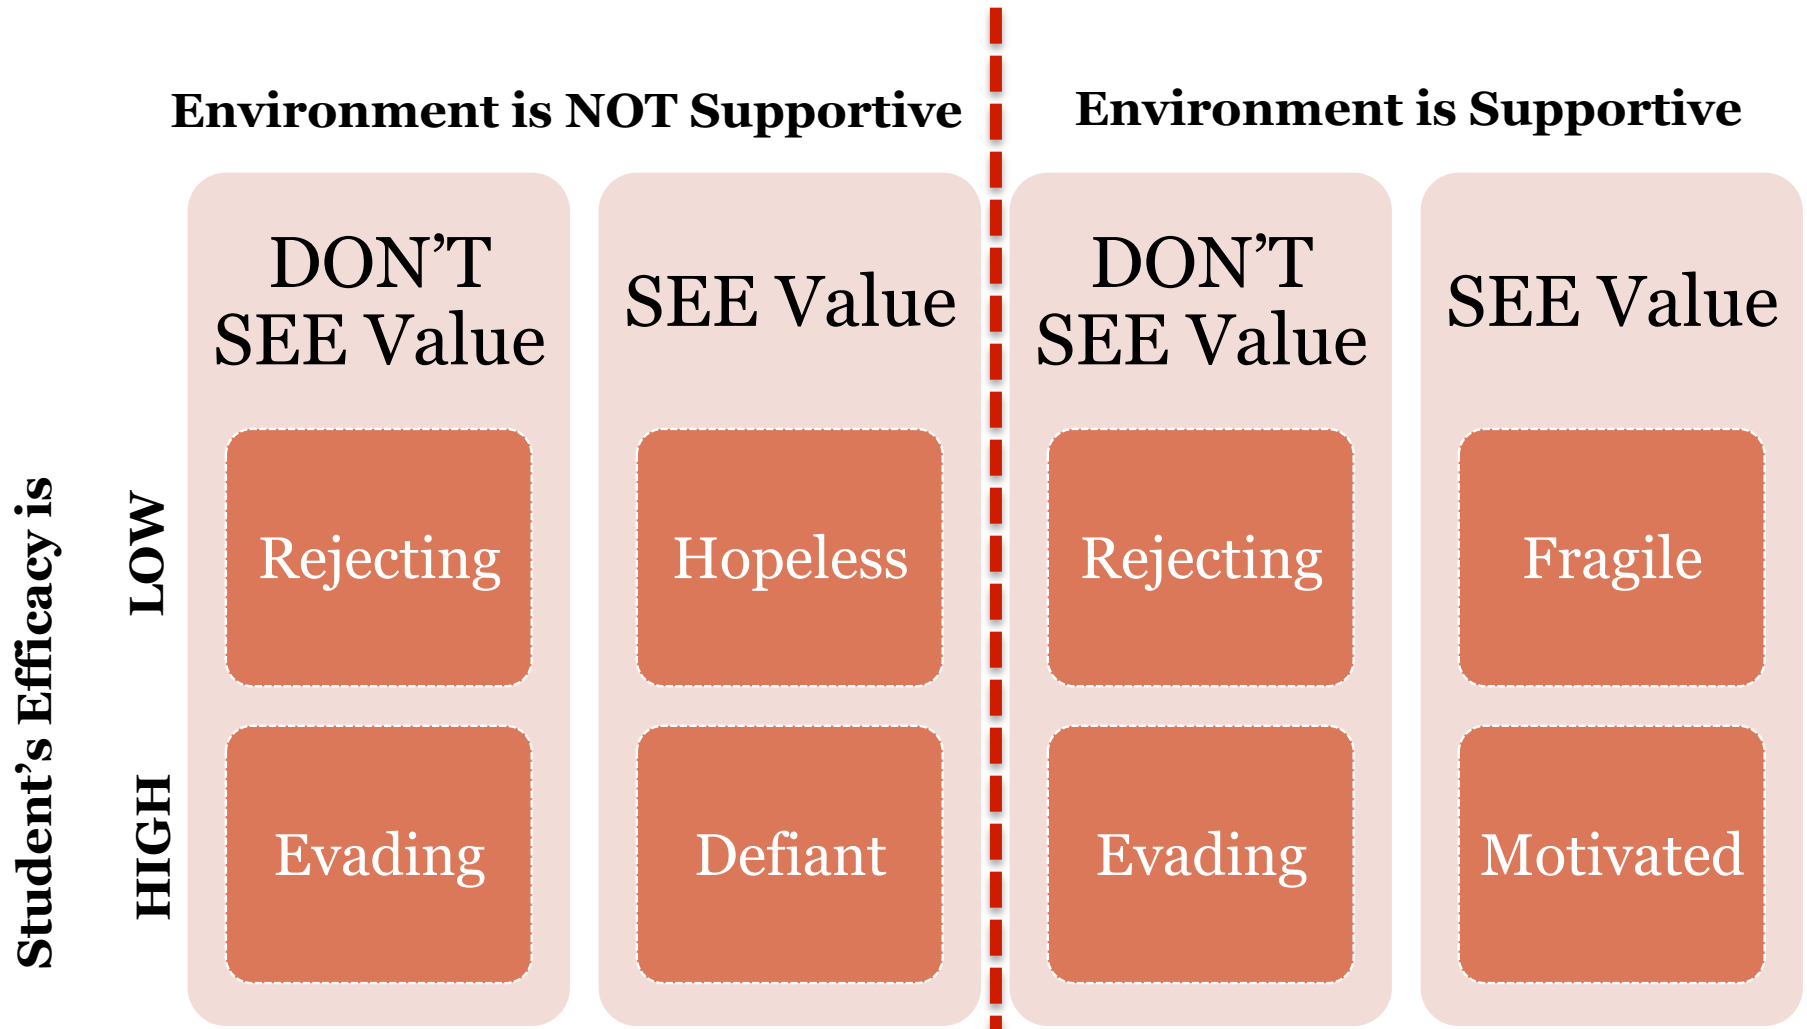 Environment is NOT Supportive
Environment is Supportive
DON’T
SEE Value
SEE Value
DON’T
SEE Value
SEE Value
Student’s Efficacy is
LOW
Rejecting
Hopeless
Rejecting
Fragile
HIGH
Evading
Defiant
Evading
Motivated